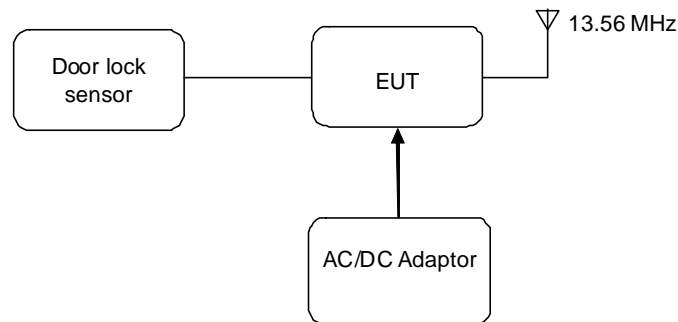 13.56 MHz
Door lock
sensor
EUT
AC/DC Adaptor